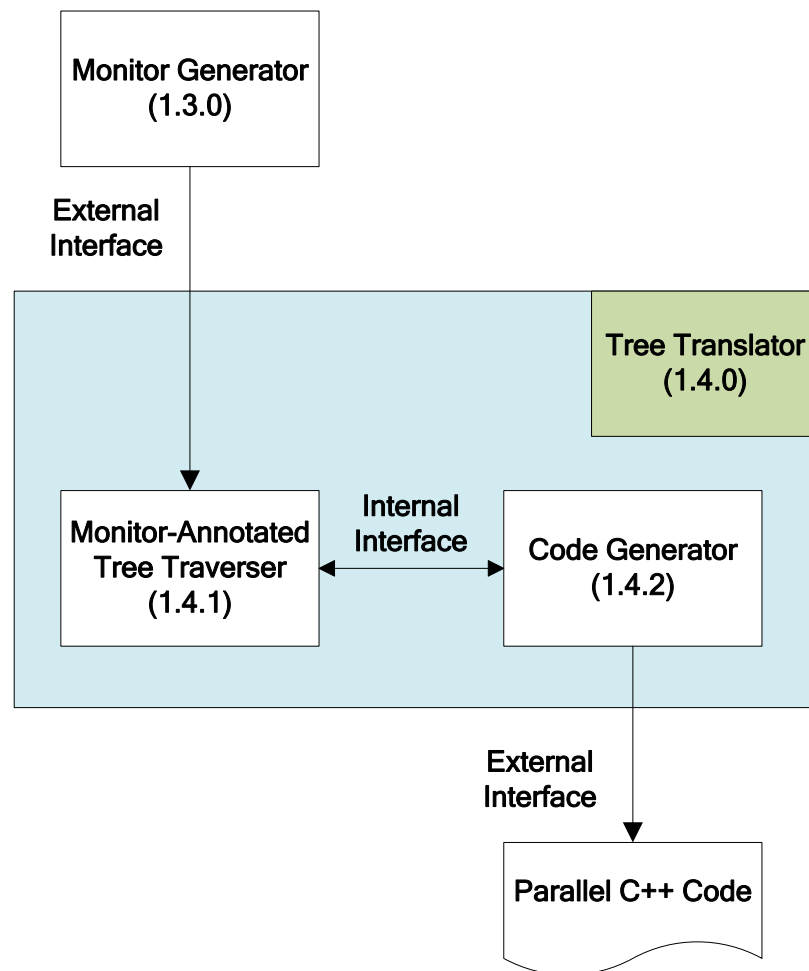 Monitor Generator
(1.3.0)
External
Interface
Tree Translator
(1.4.0)
Monitor-Annotated
Tree Traverser
(1.4.1)
Internal
Interface
Code Generator
(1.4.2)
External
Interface
Parallel C++ Code